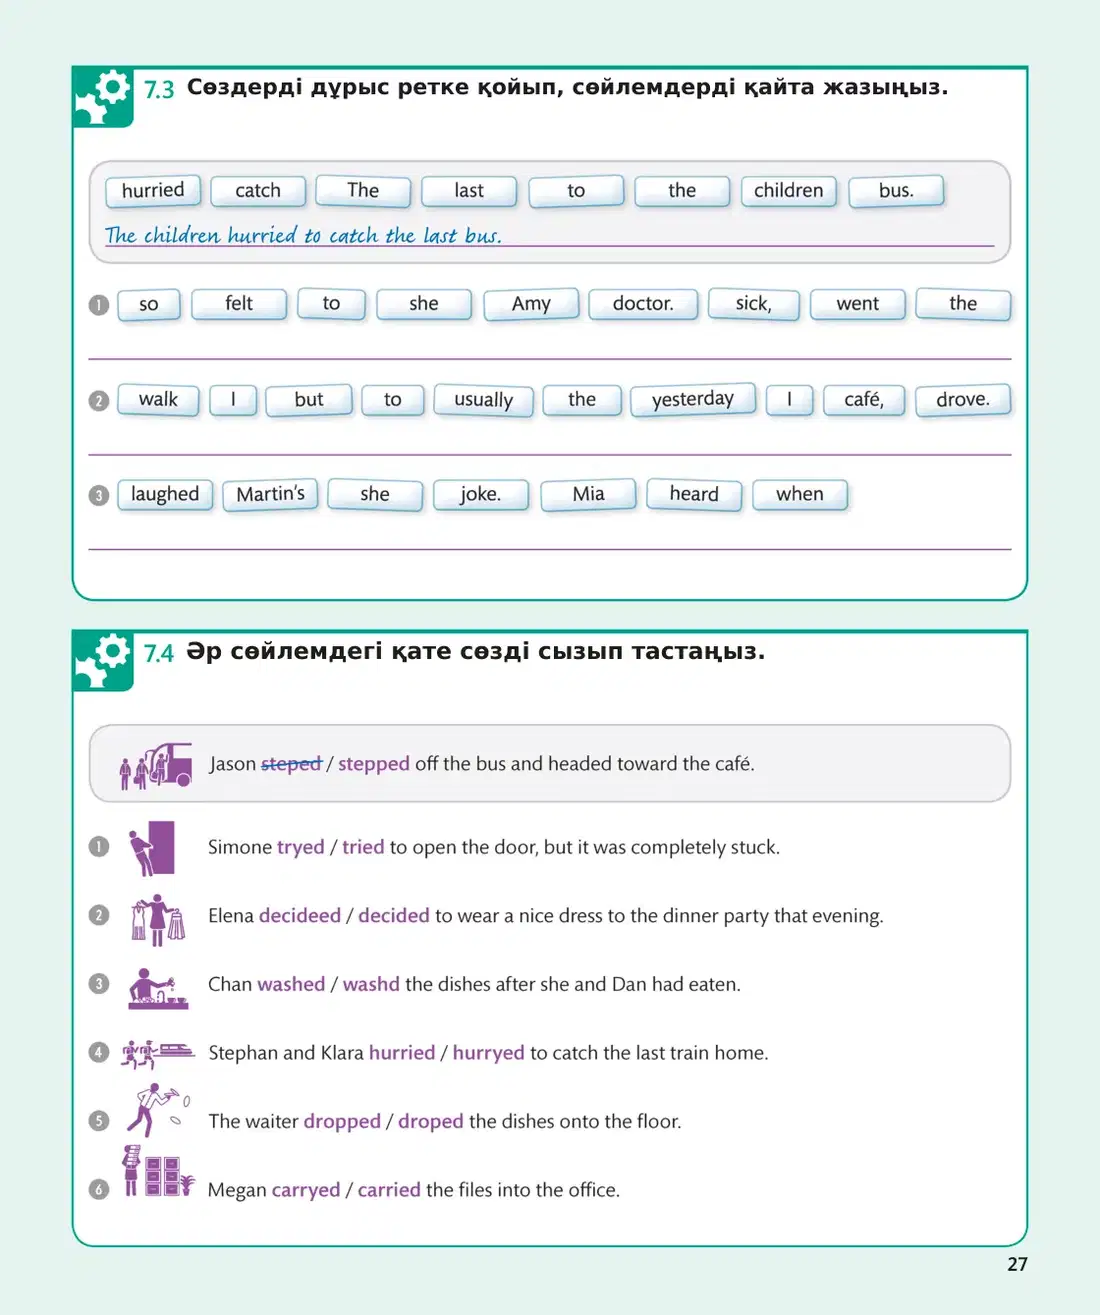 7.3 Сөздерді дұрыс ретке қойып, сөйлемдерді қайта жазыңыз.
hurried catch The last to the children bus.
The children hurried to catch the last bus.
1 so felt to she Amy doctor. sick, went the
2 walk I but to usually the yesterday I café, drove.
3 laughed Martin's she joke. Mia heard when
7.4 Әр сөйлемдегі қате сөзді сызып тастаңыз.
Jason steped / stepped off the bus and headed toward the café.
1 Simone tryed / tried to open the door, but it was completely stuck.
2 Elena decideed / decided to wear a nice dress to the dinner party that evening.
3 Chan washed / washd the dishes after she and Dan had eaten.
4 Stephan and Klara hurried / hurryed to catch the last train home.
5 The waiter dropped / droped the dishes onto the floor.
6 Megan carryed / carried the files into the office.
27